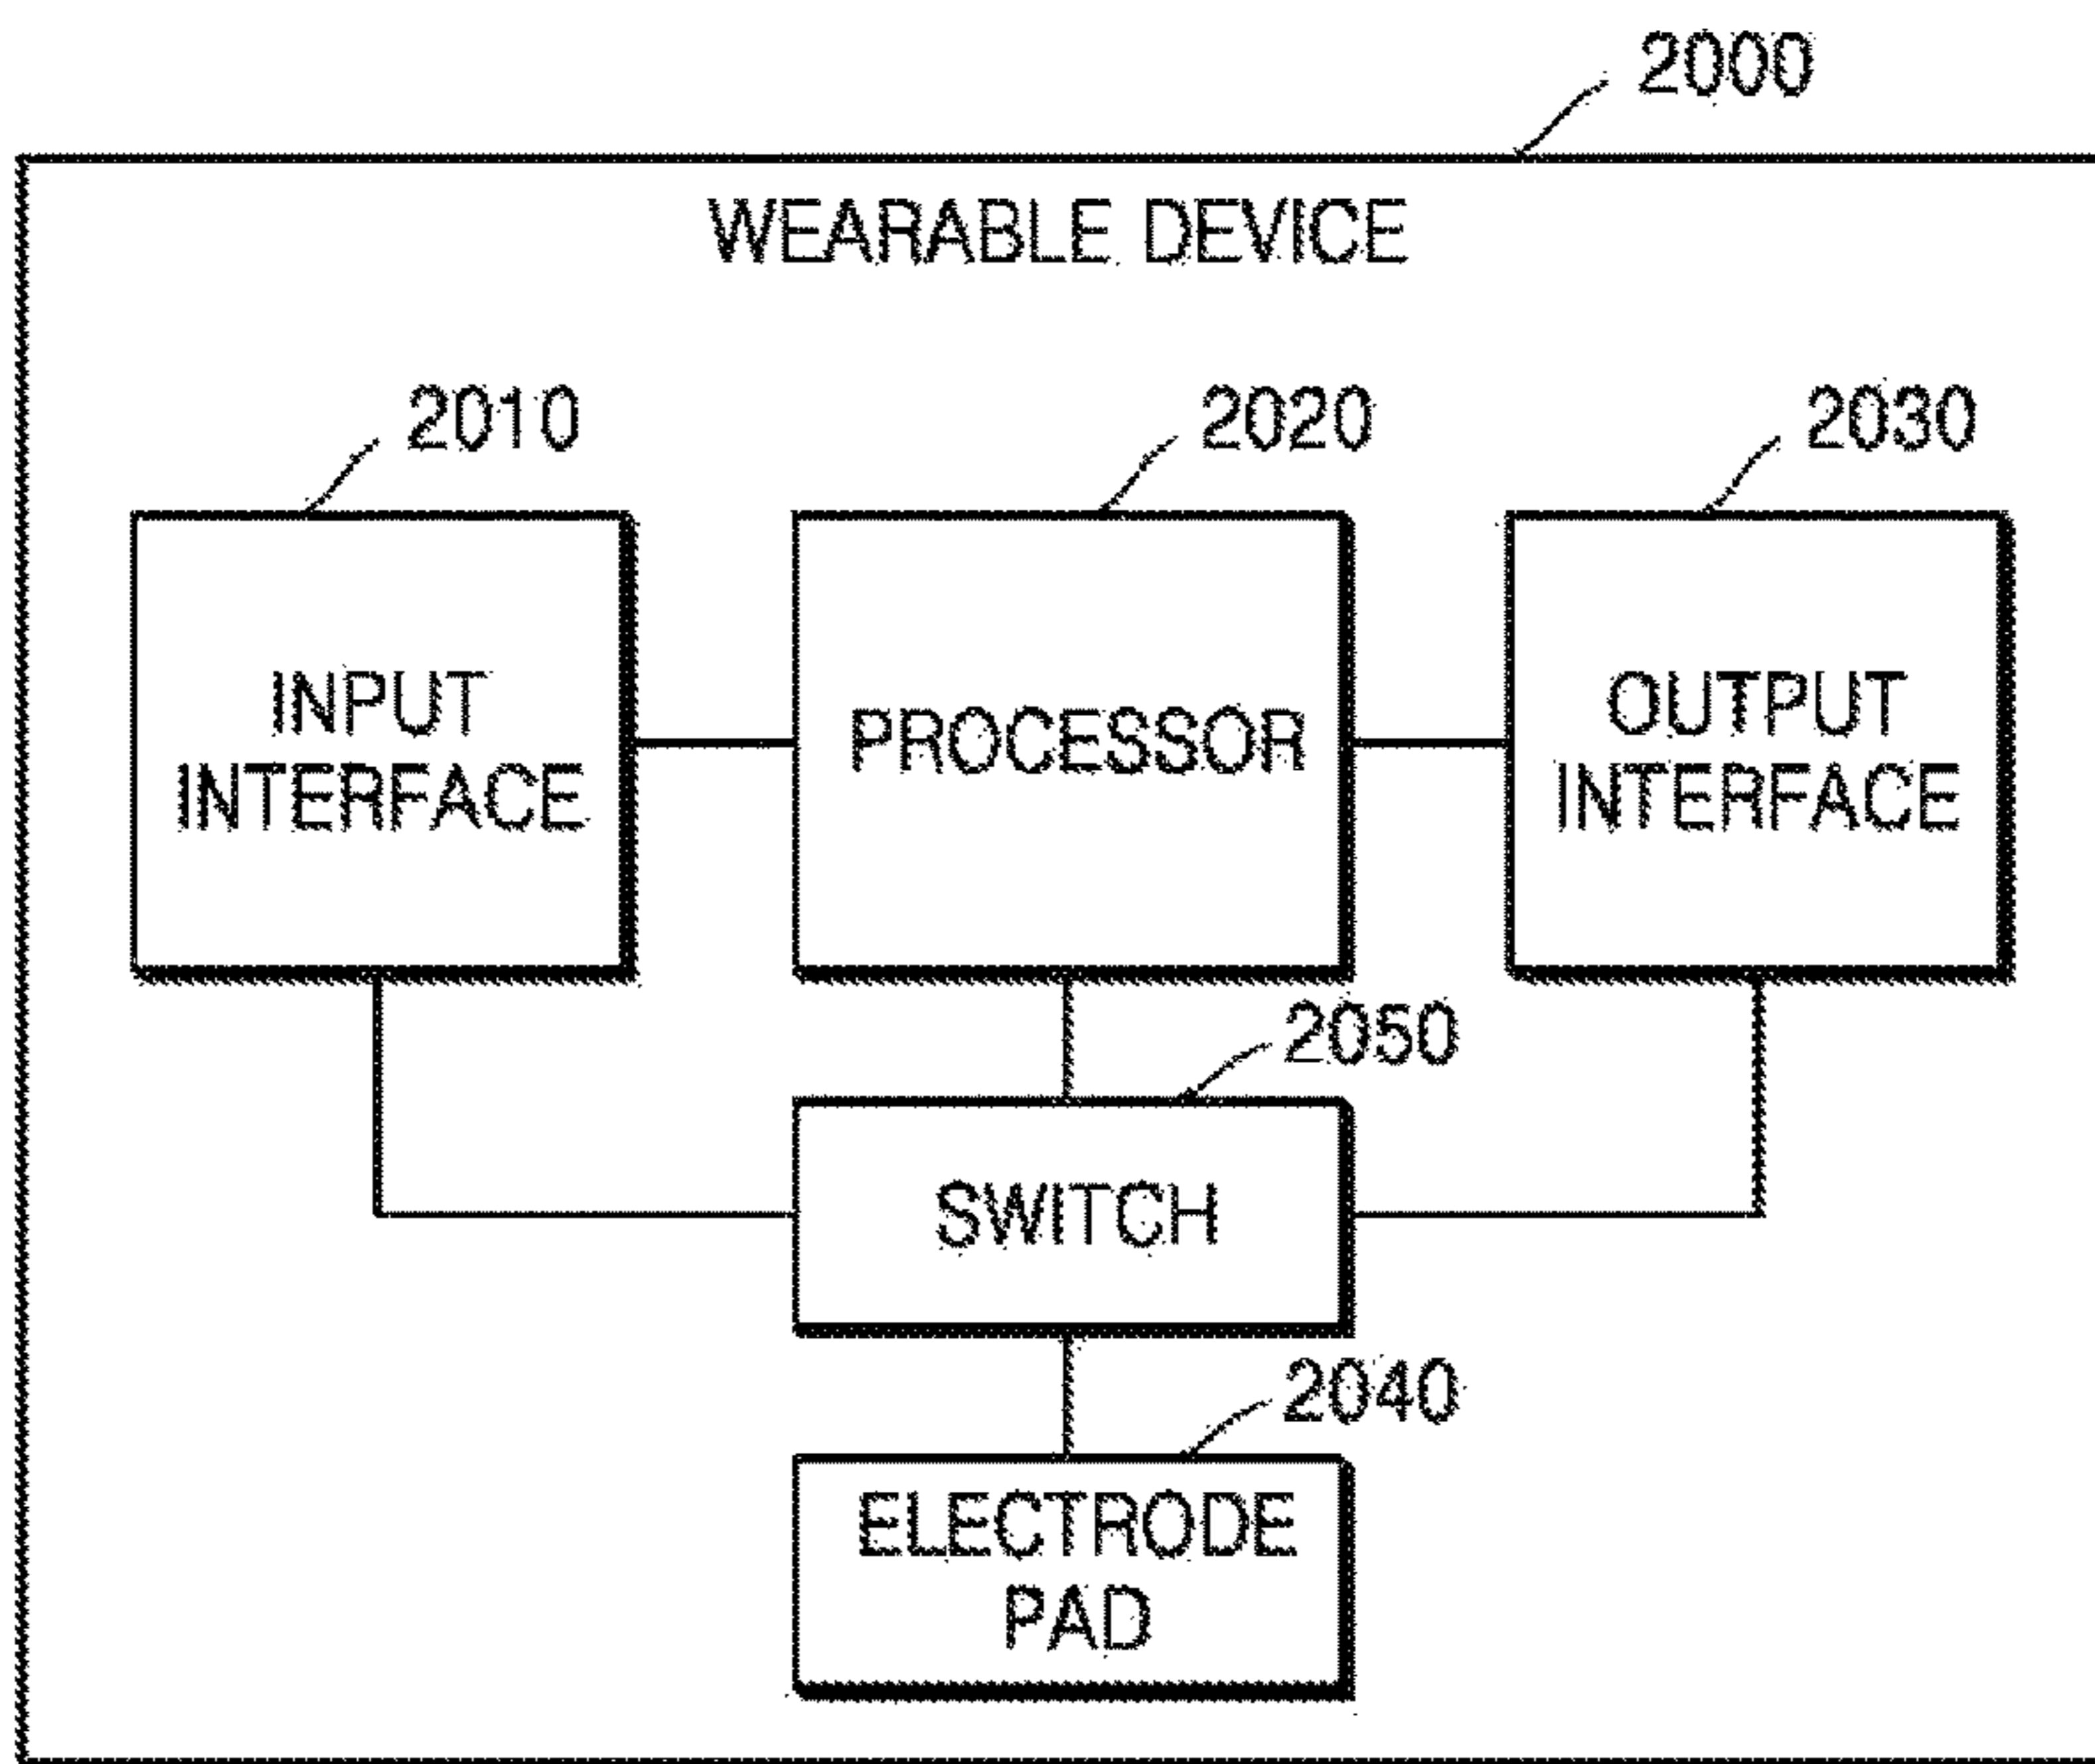 2000
WEARABLE DEVICE
2010
2020
2030
INPUT
INTERFACE
PROCESSOR
OUTPUT
INTERFACE
2050
SWITCH
2040
ELECTRODE
PAD